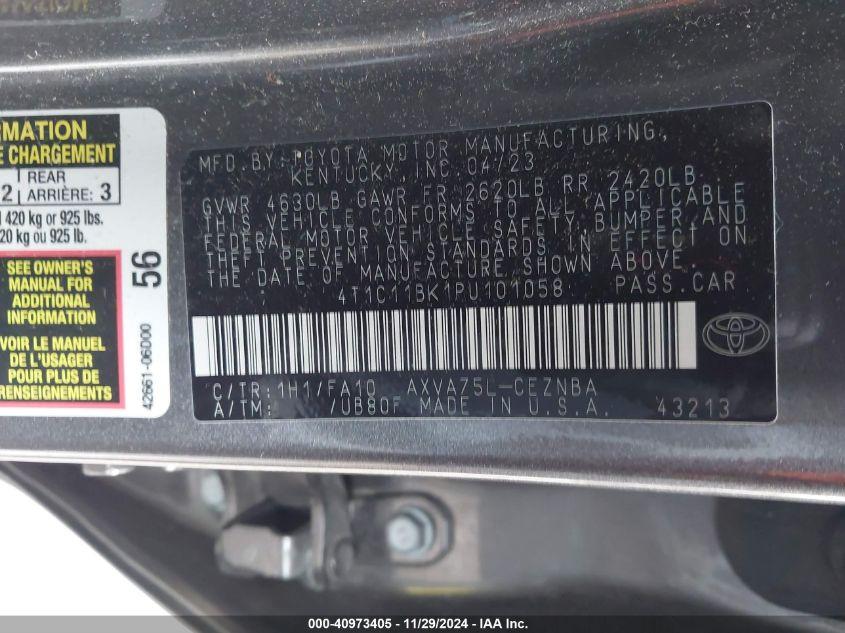 RMATION
E CHARGEMENT
2 REAR ARRIÈRE: 3
420 kg or 925 lbs.
20 kg ou 925 lb.
SEE OWNER'S
MANUAL FOR
ADDITIONAL
INFORMATION
VOIR LE MANUEL
DE L'USAGER
POUR PLUS DE
RENSEIGNEMENTS
56
42661-06D00
MFD. BY: TOYOTA MOTOR MANUFACTURING,
KENTUCKY, INC. 04/23
GVWR 4630LB GAWR FR 2620LB RR 2420LB
THIS VEHICLE CONFORMS TO ALL APPLICABLE
FEDERAL MOTOR VEHICLE SAFETY, BUMPER, AND
THEFT PREVENTION STANDARDS IN EFFECT ON
THE DATE OF MANUFACTURE SHOWN ABOVE.
4T1C11BK1PU101058 PASS. CAR
C/TR: 1H1/FA10 AXVA75L-CEZNBA
A/TM: /UB80F MADE IN U.S.A. 43213
000-40973405 - 11/29/2024 - IAA Inc.